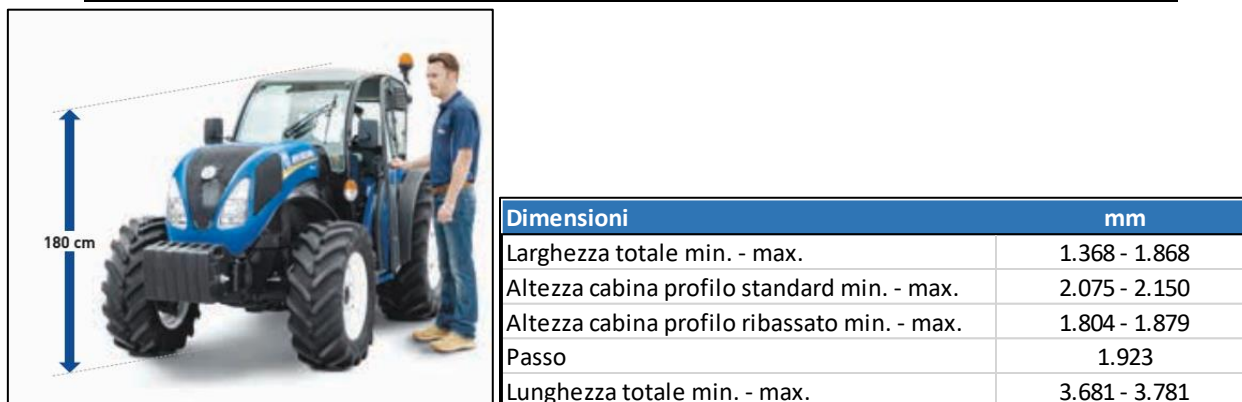 180 cm
Dimensioni mm
Larghezza totale min. - max. 1.368 - 1.868
Altezza cabina profilo standard min. - max. 2.075 - 2.150
Altezza cabina profilo ribassato min. - max. 1.804 - 1.879
Passo 1.923
Lunghezza totale min. - max. 3.681 - 3.781